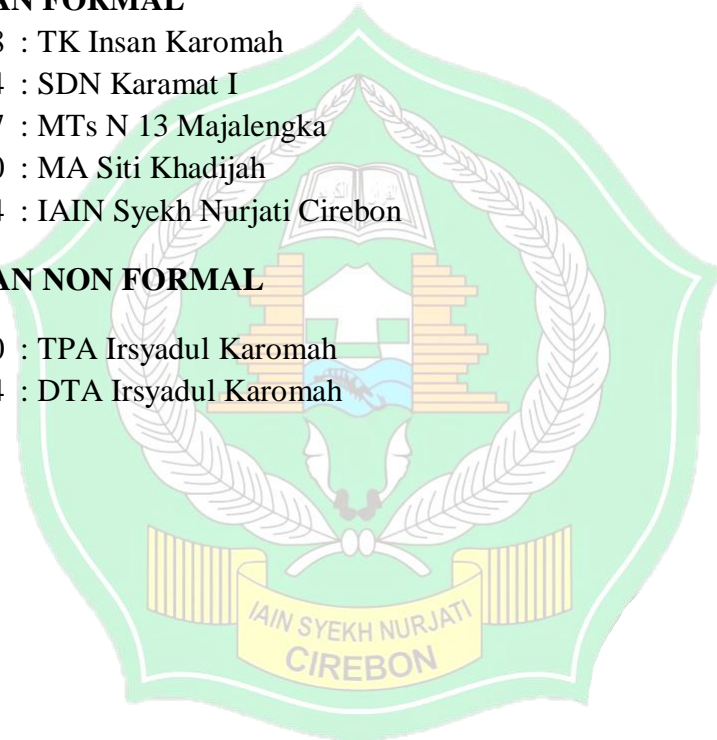 AN FORMAL
8 : TK Insan Karomah
4 : SDN Karamat I
7 : MTs N 13 Majalengka
0 : MA Siti Khadijah
4 : IAIN Syekh Nurjati Cirebon
AN NON FORMAL
0 : TPA Irsyadul Karomah
4 : DTA Irsyadul Karomah
IAIN SYEKH NURJATI
CIREBON